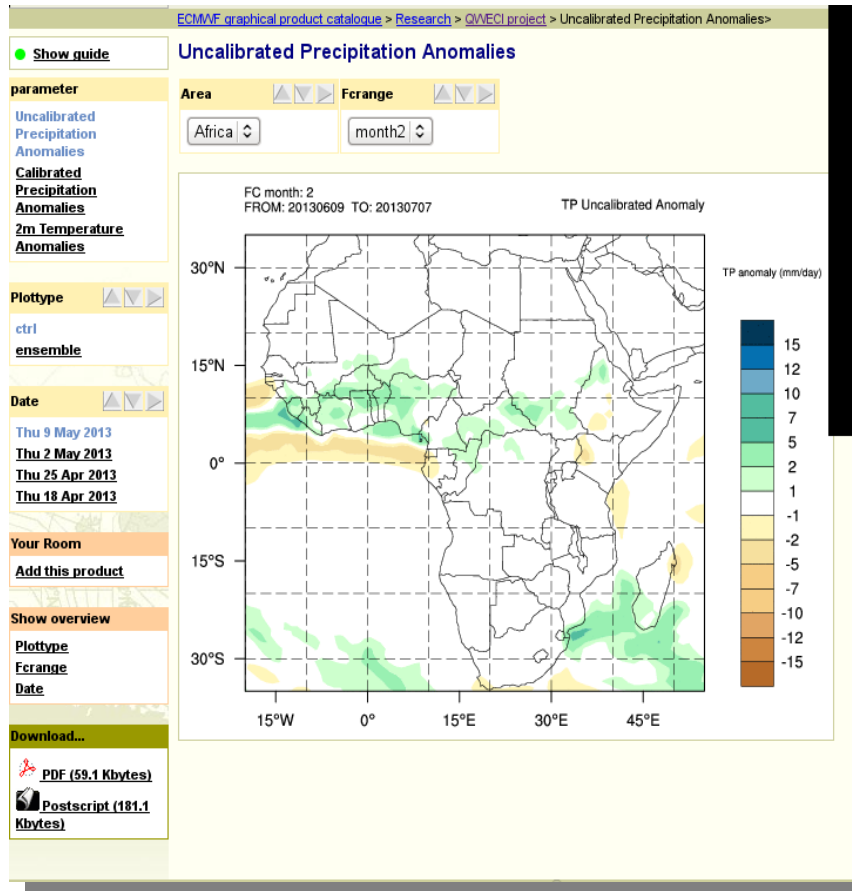 ECMWF graphical product catalogue > Research > QWECI project > Uncalibrated Precipitation Anomalies>
Show guide
parameter
Uncalibrated
Precipitation
Anomalies
Calibrated
Precipitation
Anomalies
2m Temperature
Anomalies
Plottype
ctrl
ensemble
Date
Thu 9 May 2013
Thu 2 May 2013
Thu 25 Apr 2013
Thu 18 Apr 2013
Your Room
Add this product
Show overview
Plottype
Fcrange
Date
Download...
PDF (59.1 Kbytes)
Postscript (181.1
Kbytes)
Uncalibrated Precipitation Anomalies
Area
Fcrange
Africa
month2
FC month: 2
FROM: 20130609 TO: 20130707
TP Uncalibrated Anomaly
30°N
15°N
0°
15°S
30°S
15°W
0°
15°E
30°E
45°E
TP anomaly (mm/day)
15
12
10
7
5
2
1
-1
-2
-5
-7
-10
-12
-15